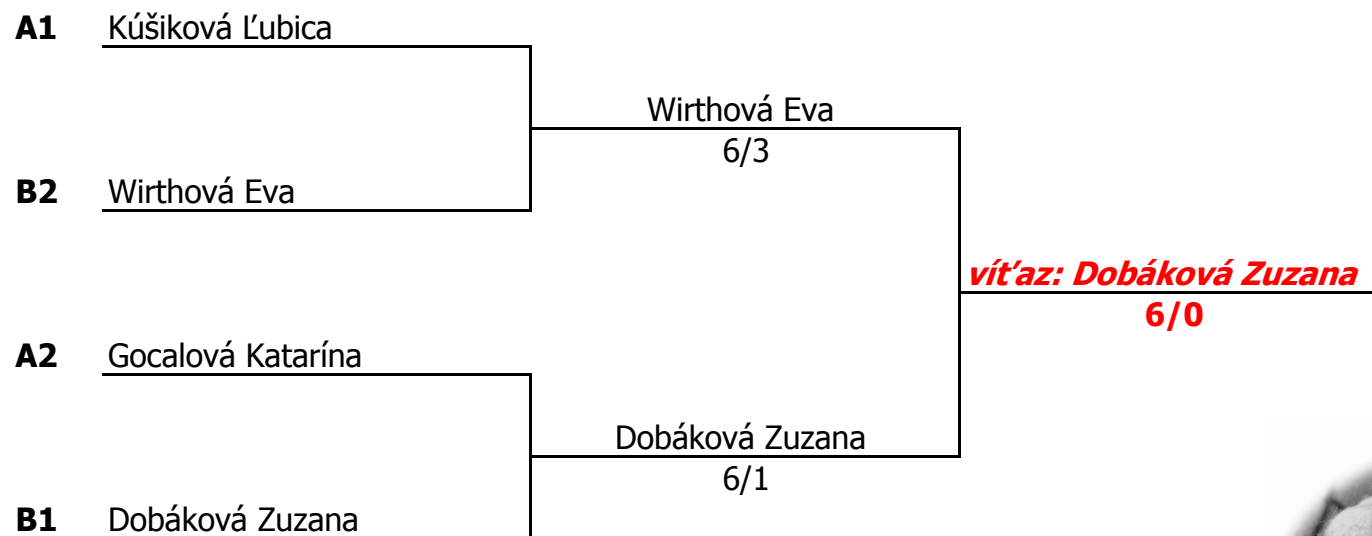 A1 Kúšiková Ľubica
Wirthová Eva
6/3
B2 Wirthová Eva
víťaz: Dobáková Zuzana
6/0
A2 Gocalová Katarína
Dobáková Zuzana
6/1
B1 Dobáková Zuzana